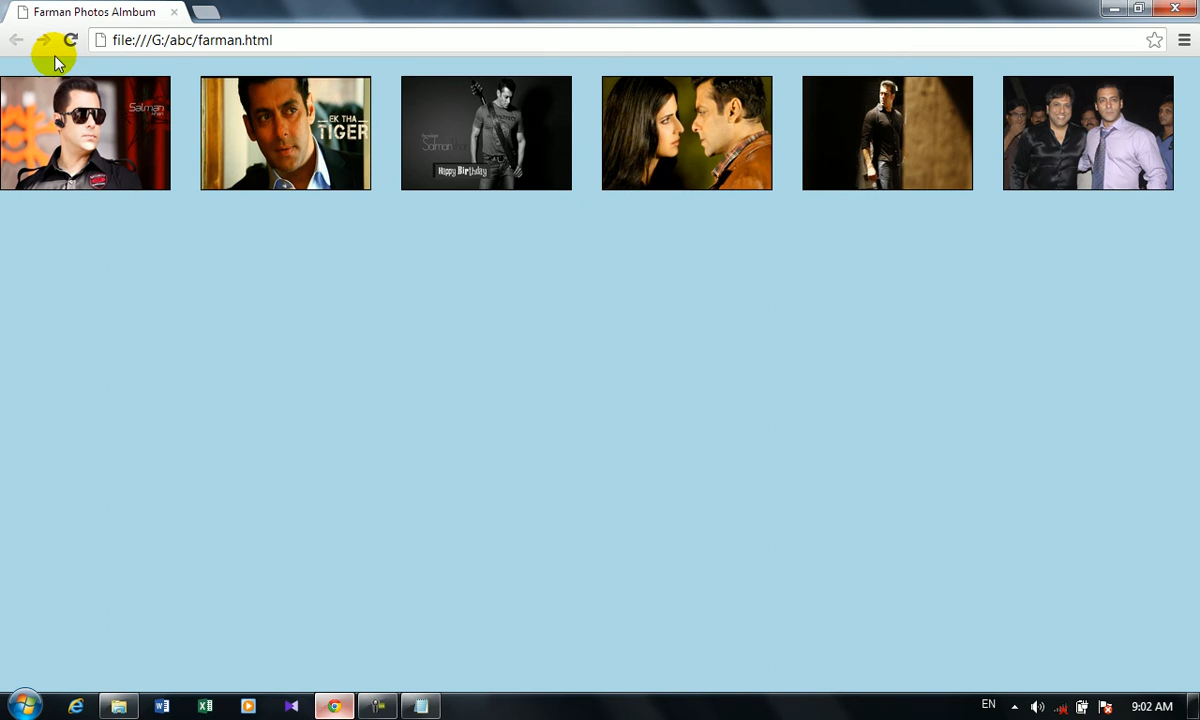 Farman Photos Almbum
file:///G:/abc/farman.html
Salman
EK THA
TIGER
Salman
Happy Birthday
EN
9:02 AM